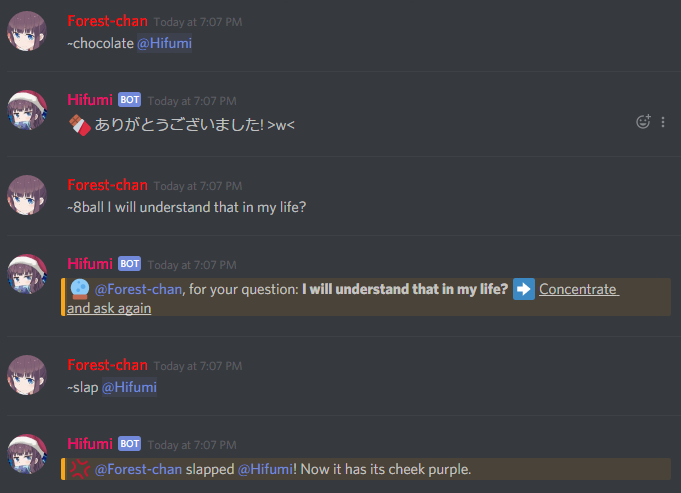 Forest-chan Today at 7:07 PM
~chocolate @Hifumi
Hifumi BOT Today at 7:07 PM
ありがとうございました! >w<
Forest-chan Today at 7:07 PM
~8ball I will understand that in my life?
Hifumi BOT Today at 7:07 PM
@Forest-chan, for your question: I will understand that in my life? Concentrate
and ask again
Forest-chan Today at 7:07 PM
~slap @Hifumi
Hifumi BOT Today at 7:07 PM
@Forest-chan slapped @Hifumi! Now it has its cheek purple.